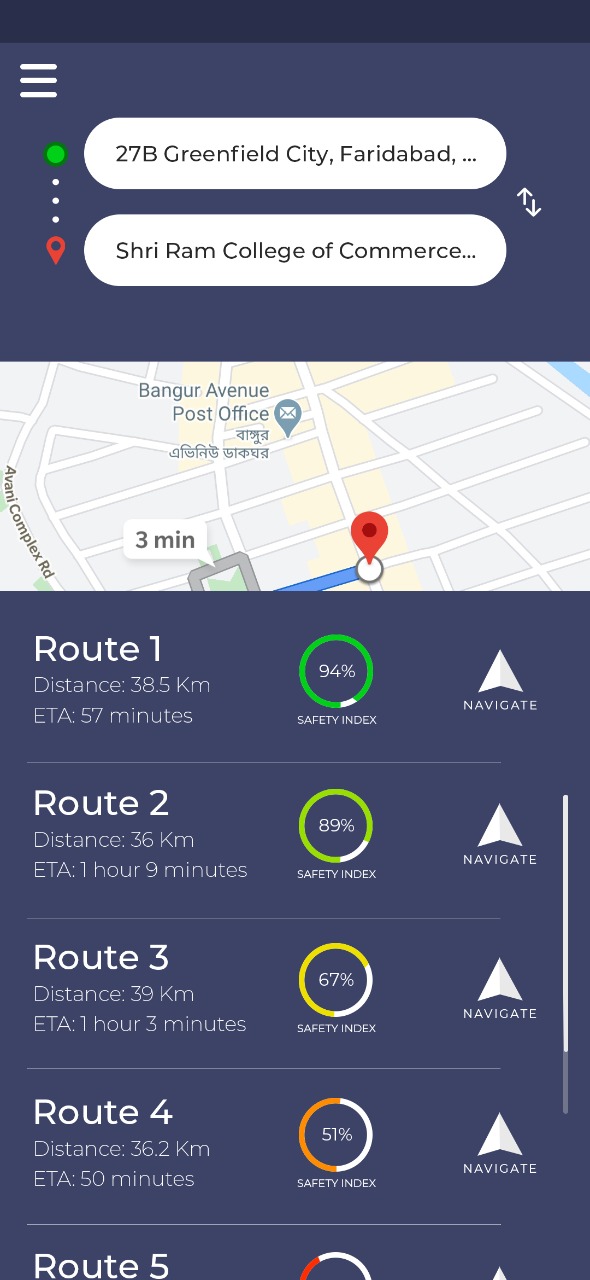 27B Greenfield City, Faridabad, ...
Shri Ram College of Commerce...
Bangur Avenue
Post Office
বাঙ্গুর
এভিনিউ ডাকঘর
Avani Complex Rd
3 min
Route 1
Distance: 38.5 Km
ETA: 57 minutes
94%
SAFETY INDEX
NAVIGATE
Route 2
Distance: 36 Km
ETA: 1 hour 9 minutes
89%
SAFETY INDEX
NAVIGATE
Route 3
Distance: 39 Km
ETA: 1 hour 3 minutes
67%
SAFETY INDEX
NAVIGATE
Route 4
Distance: 36.2 Km
ETA: 50 minutes
51%
SAFETY INDEX
NAVIGATE
Route 5